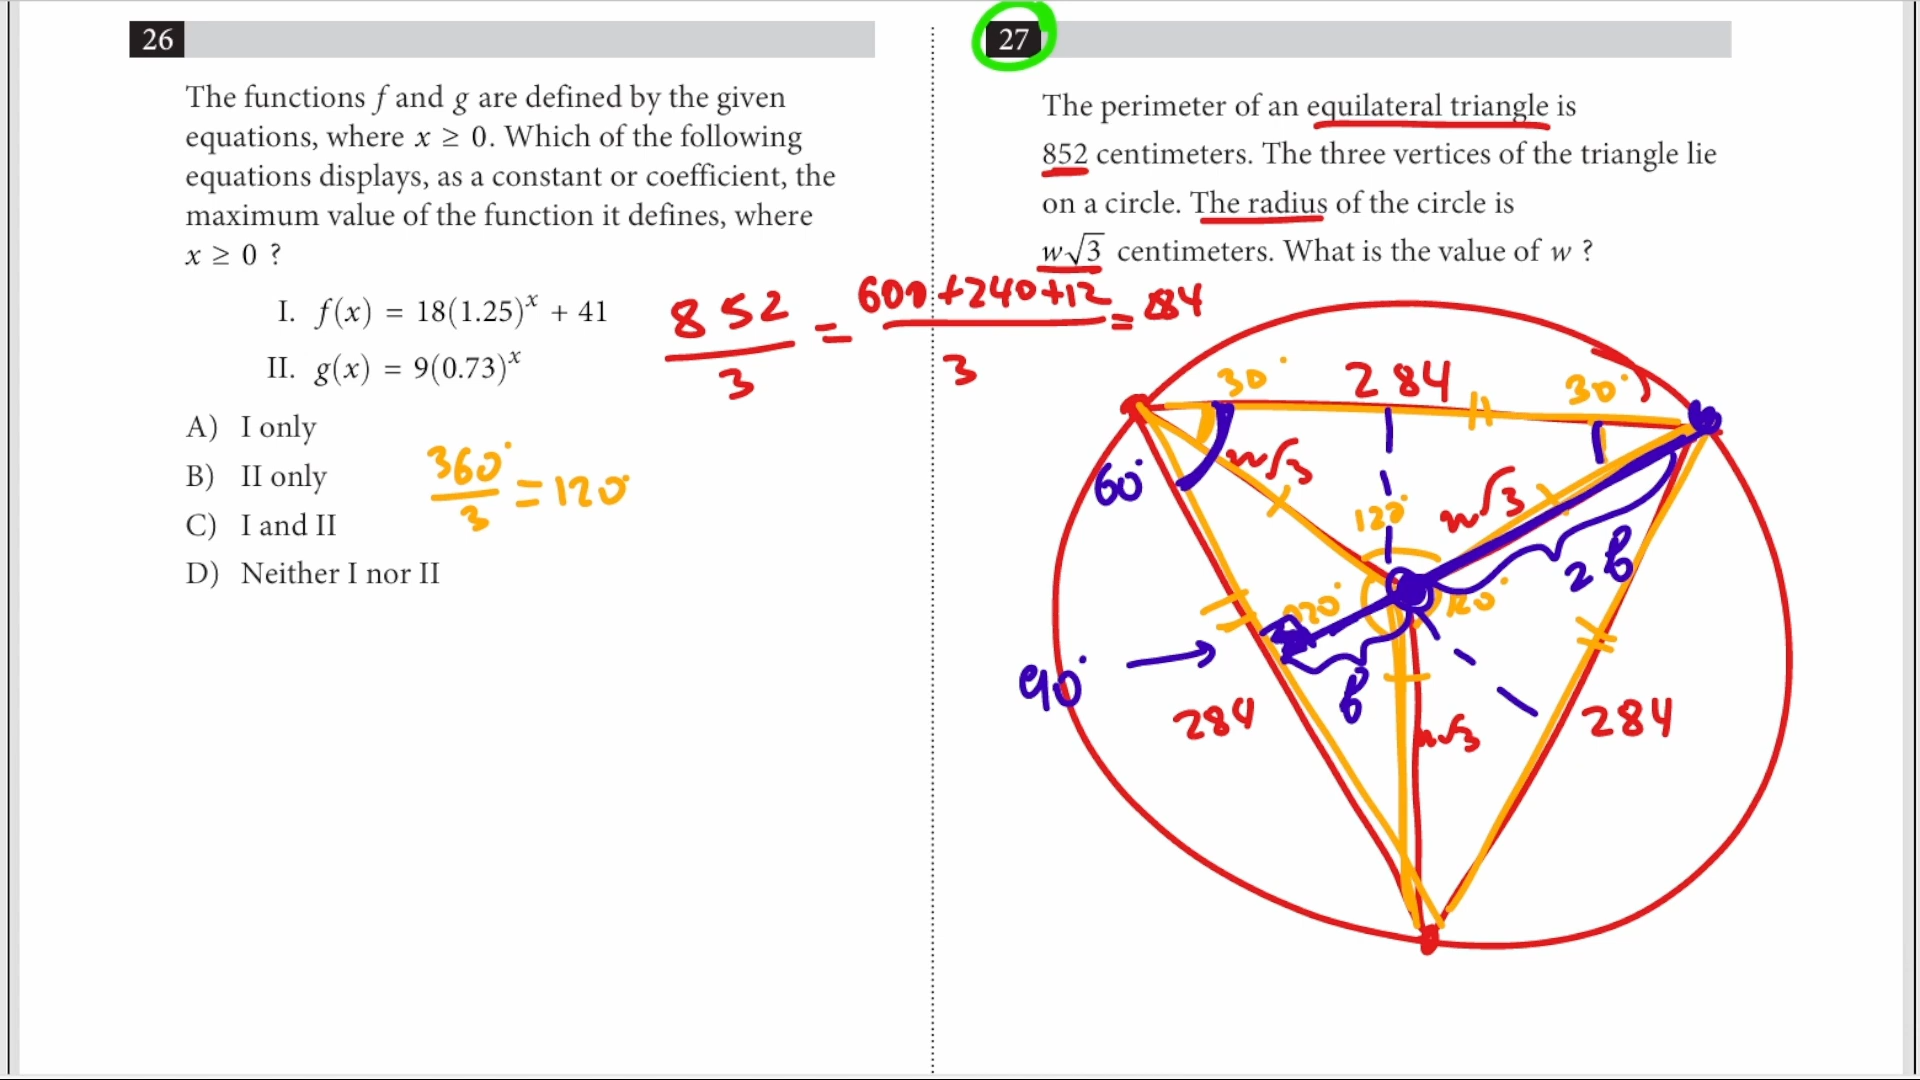 26
The functions f and g are defined by the given
equations, where x ≥ 0. Which of the following
equations displays, as a constant or coefficient, the
maximum value of the function it defines, where
x ≥ 0 ?
I. f(x) = 18(1.25)^x + 41
II. g(x) = 9(0.73)^x
A) I only
B) II only
C) I and II
D) Neither I nor II
360°/3 = 120°
27
The perimeter of an equilateral triangle is
852 centimeters. The three vertices of the triangle lie
on a circle. The radius of the circle is
w√3 centimeters. What is the value of w ?
852/3 = 600+240+12/3 = 284
30°
284
30°
60°
w√3
w√3
120°
2b
120°
120°
90°
b
284
w√3
284